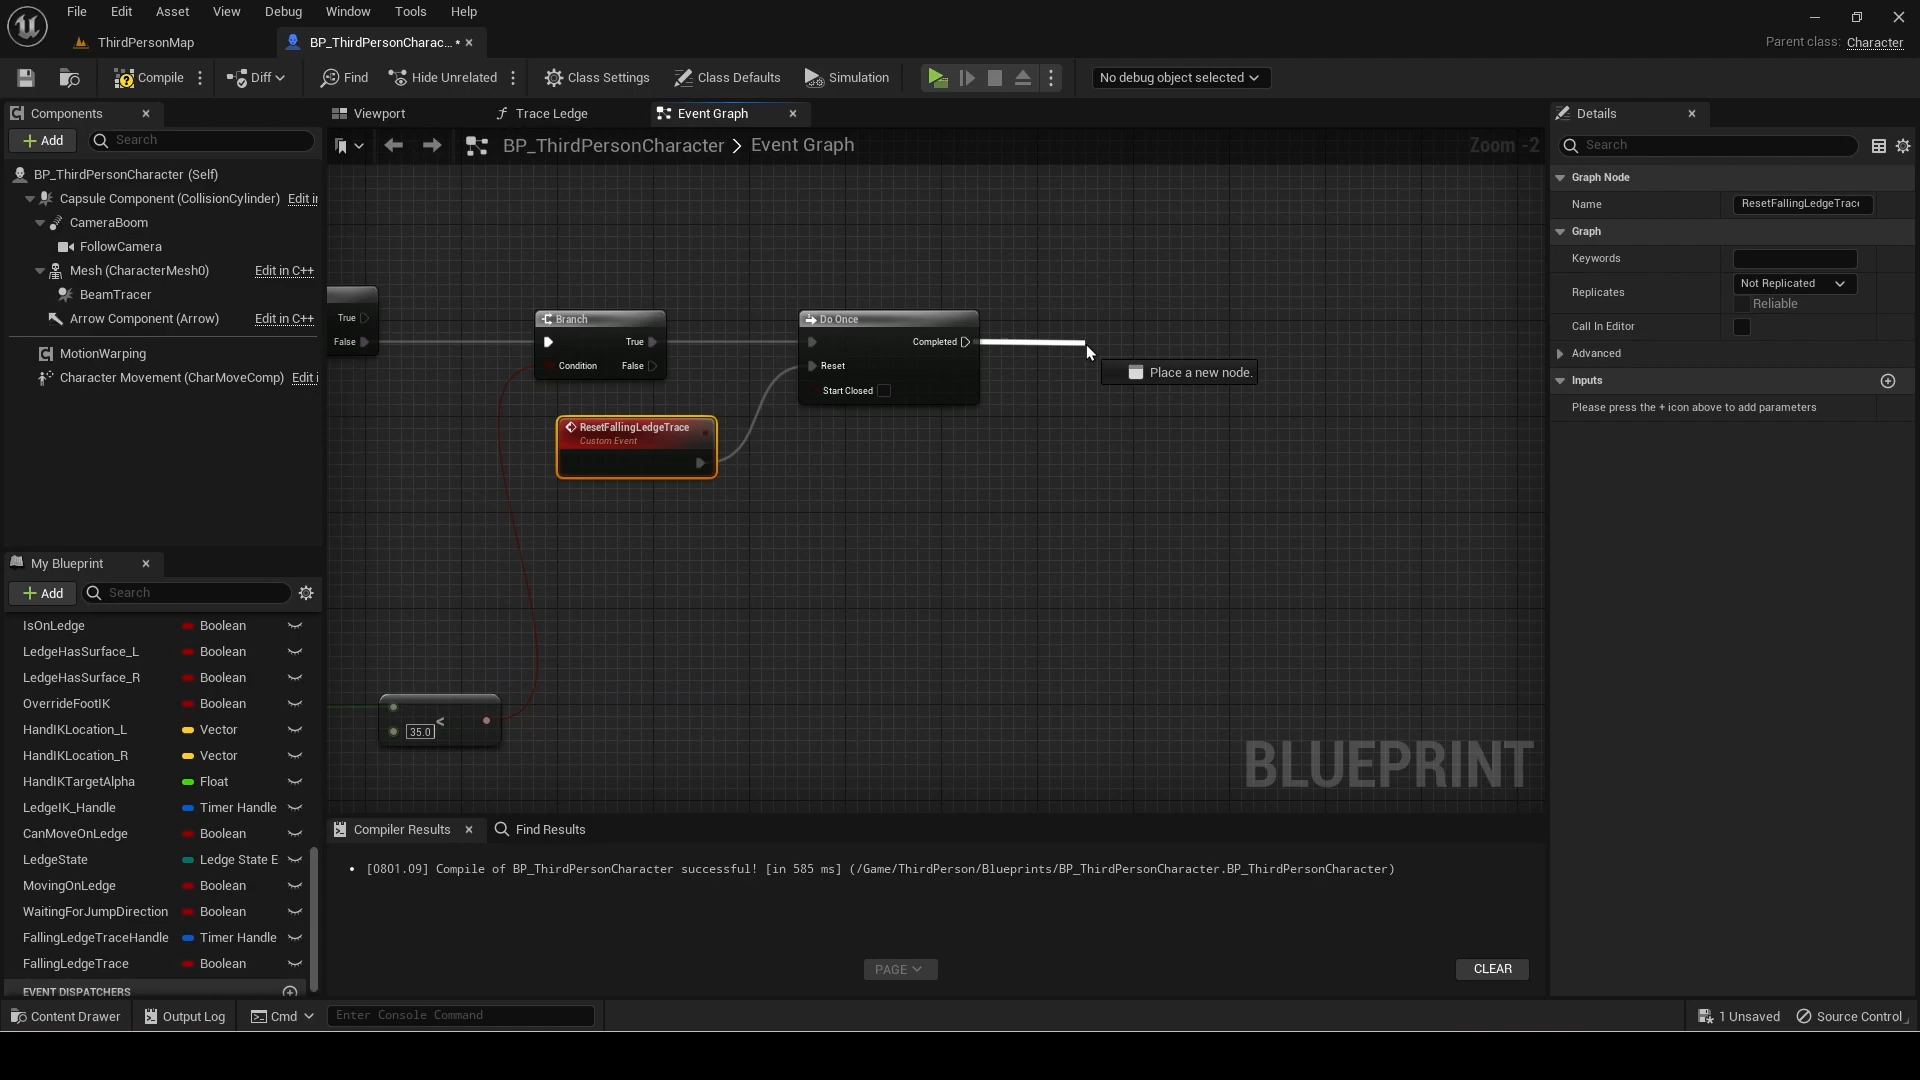 File Edit Asset View Debug Window Tools Help
ThirdPersonMap
BP_ThirdPersonCharac... •
Parent class: Character
Compile
Diff
Find
Hide Unrelated
Class Settings
Class Defaults
Simulation
No debug object selected
Components
Add
Search
BP_ThirdPersonCharacter (Self)
Capsule Component (CollisionCylinder) Edit i
CameraBoom
FollowCamera
Mesh (CharacterMesh0) Edit in C++
BeamTracer
Arrow Component (Arrow) Edit in C++
MotionWarping
Character Movement (CharMoveComp) Edit i
My Blueprint
Add
Search
IsOnLedge Boolean
LedgeHasSurface_L Boolean
LedgeHasSurface_R Boolean
OverrideFootIK Boolean
HandIKLocation_L Vector
HandIKLocation_R Vector
HandIKTargetAlpha Float
LedgeIK_Handle Timer Handle
CanMoveOnLedge Boolean
LedgeState Ledge State E
MovingOnLedge Boolean
WaitingForJumpDirection Boolean
FallingLedgeTraceHandle Timer Handle
FallingLedgeTrace Boolean
EVENT DISPATCHERS
Viewport
Trace Ledge
Event Graph
BP_ThirdPersonCharacter > Event Graph
Zoom -2
True
False
Branch
True
Condition
False
Do Once
Completed
Reset
Start Closed
Place a new node.
ResetFallingLedgeTrace
Custom Event
<
35.0
BLUEPRINT
Compiler Results
Find Results
• [0801.09] Compile of BP_ThirdPersonCharacter successful! [in 585 ms] (/Game/ThirdPerson/Blueprints/BP_ThirdPersonCharacter.BP_ThirdPersonCharacter)
PAGE
CLEAR
Details
Search
Graph Node
Name ResetFallingLedgeTrac
Graph
Keywords
Replicates Not Replicated
Reliable
Call In Editor
Advanced
Inputs
Please press the + icon above to add parameters
Content Drawer
Output Log
Cmd
Enter Console Command
1 Unsaved
Source Control